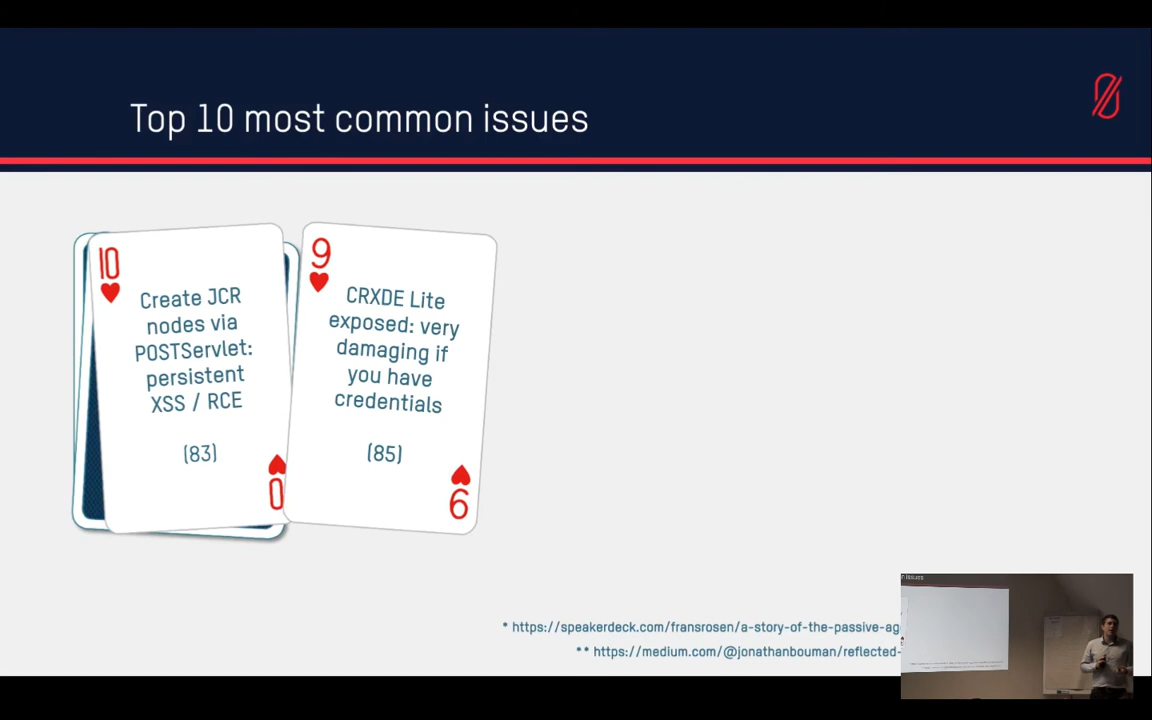 Top 10 most common issues
10
Create JCR
nodes via
POSTServlet:
persistent
XSS / RCE
(83)
9
CRXDE Lite
exposed: very
damaging if
you have
credentials
(85)
9
* https://speakerdeck.com/fransrosen/a-story-of-the-passive-ag
** https://medium.com/@jonathanbouman/reflected-